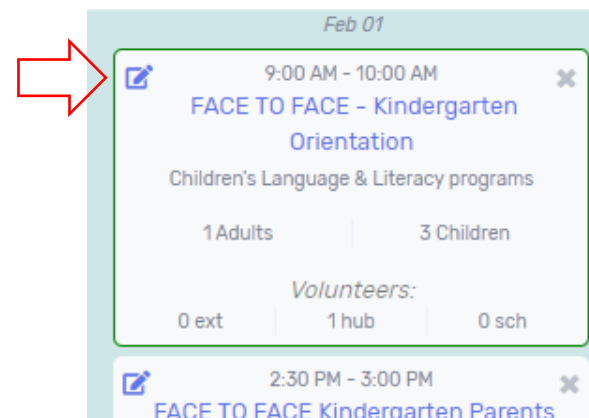 Feb 01
9:00 AM - 10:00 AM
FACE TO FACE - Kindergarten
Orientation
Children's Language & Literacy programs
1 Adults 3 Children
Volunteers:
0 ext 1 hub 0 sch
2:30 PM - 3:00 PM
FACE TO FACE Kindergarten Parents